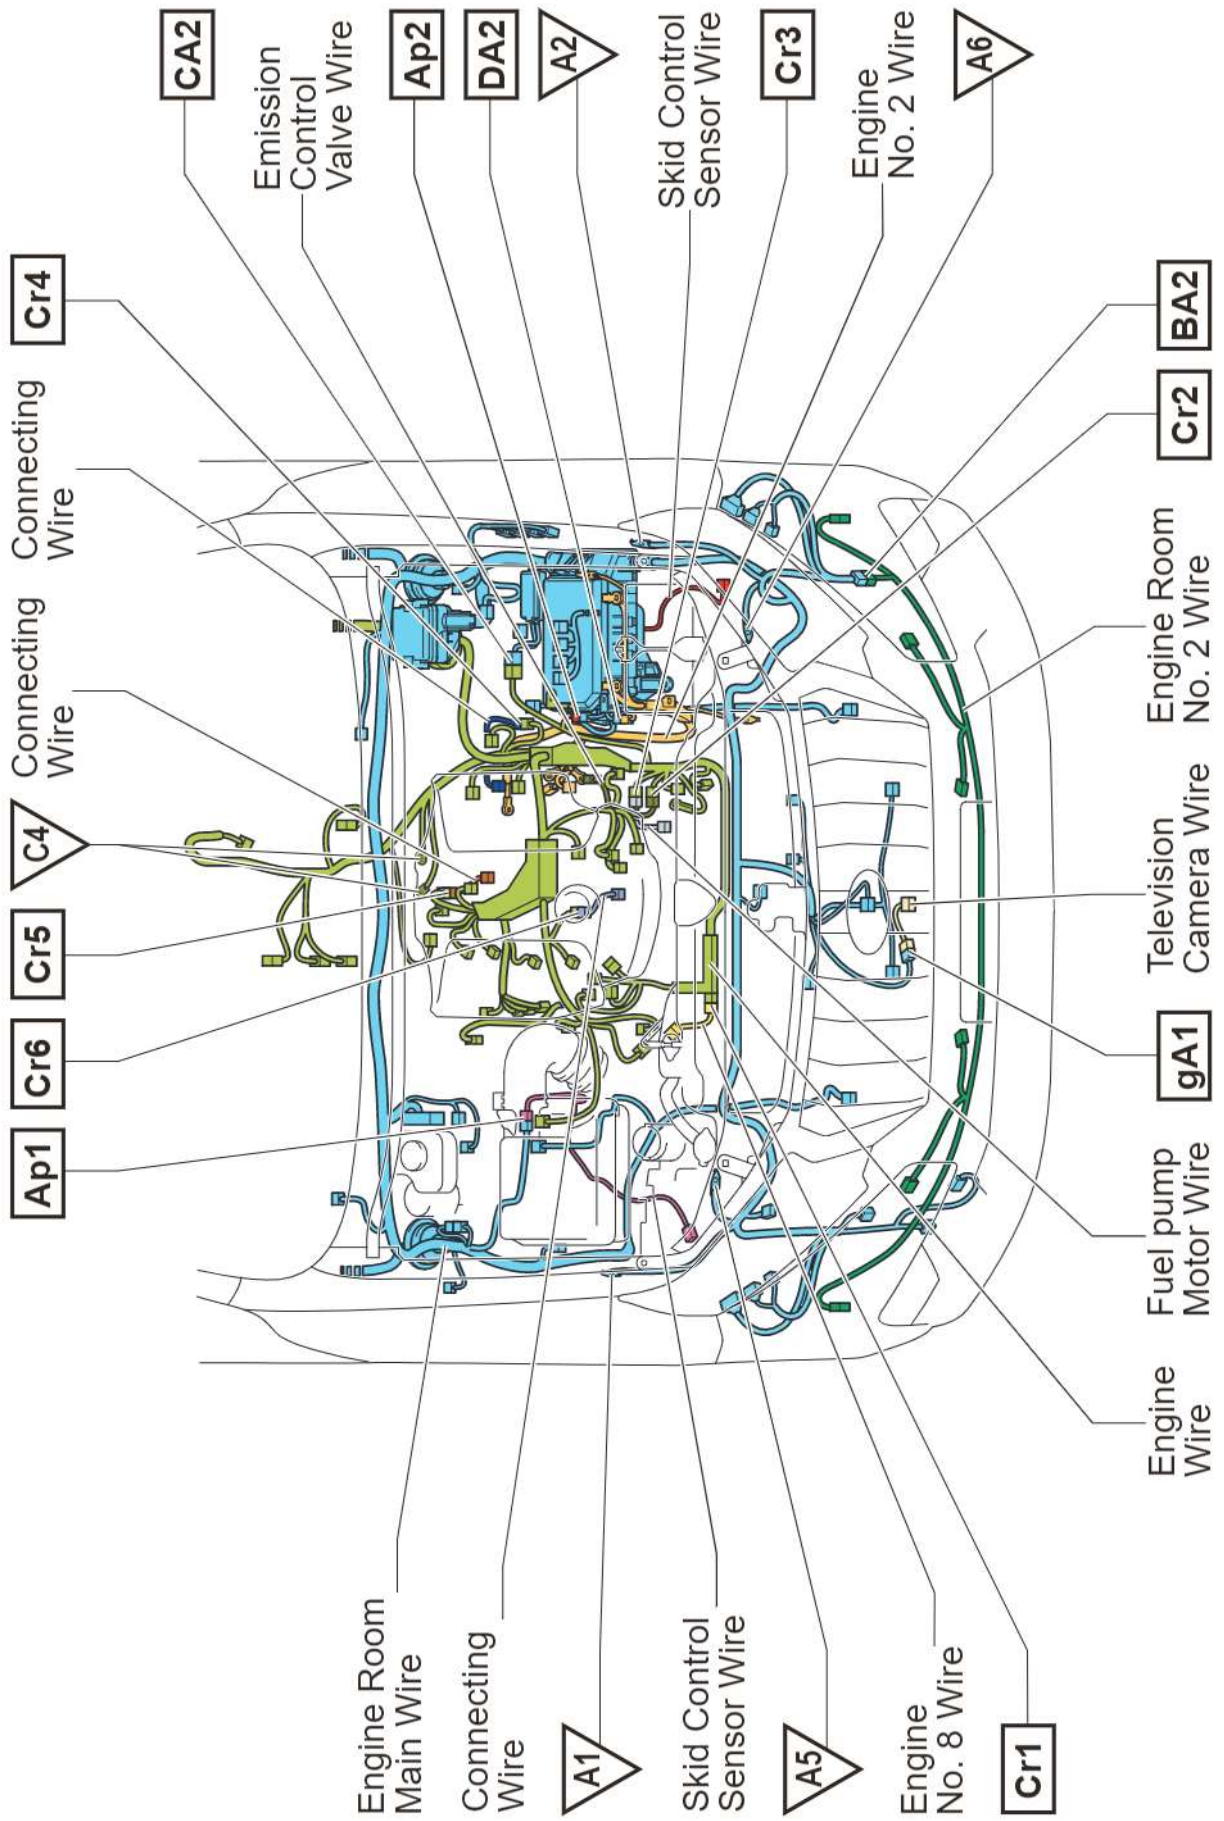 Ap1
Cr6
Cr5
C4
Connecting
Wire
Connecting
Wire
Cr4
CA2
Emission
Control
Valve Wire
Ap2
DA2
A2
Skid Control
Sensor Wire
Cr3
Engine
No. 2 Wire
A6
Engine Room
Main Wire
Connecting
Wire
A1
Skid Control
Sensor Wire
A5
Engine
No. 8 Wire
Cr1
Engine
Wire
Fuel pump
Motor Wire
gA1
Television
Camera Wire
Engine Room
No. 2 Wire
Cr2
BA2